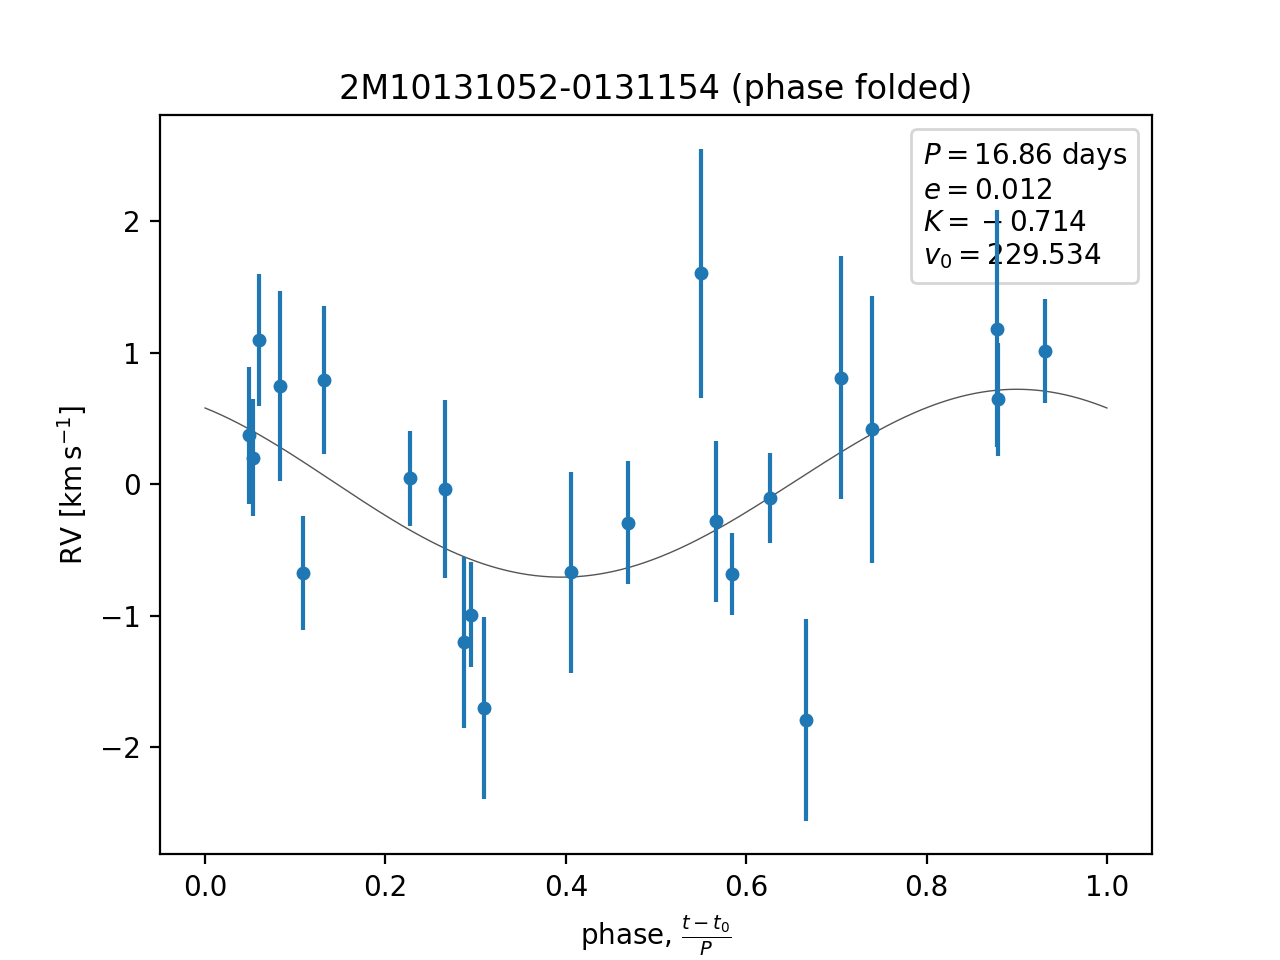 2M10131052-0131154 (phase folded)
P = 16.86 days
e = 0.012
K = −0.714
v₀ = 229.534
RV [km s⁻¹]
2
1
0
−1
−2
0.0 0.2 0.4 0.6 0.8 1.0
phase, (t − t₀)/P